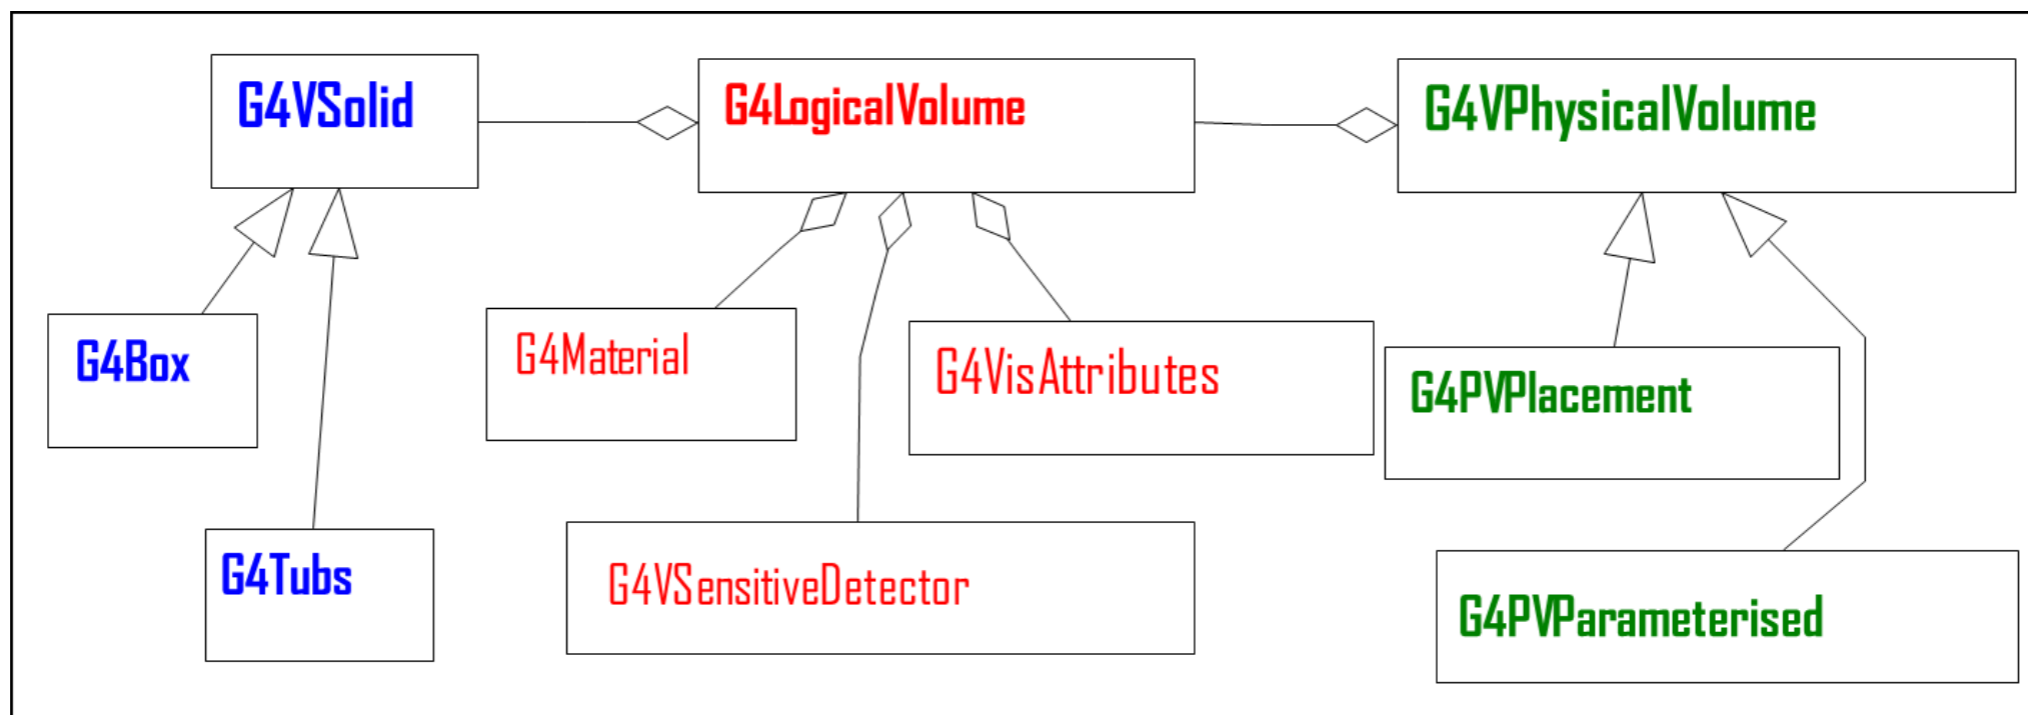 G4VSolid
G4LogicalVolume
G4VPhysicalVolume
G4Box
G4Material
G4VisAttributes
G4PVPlacement
G4Tubs
G4VSensitiveDetector
G4PVParameterised